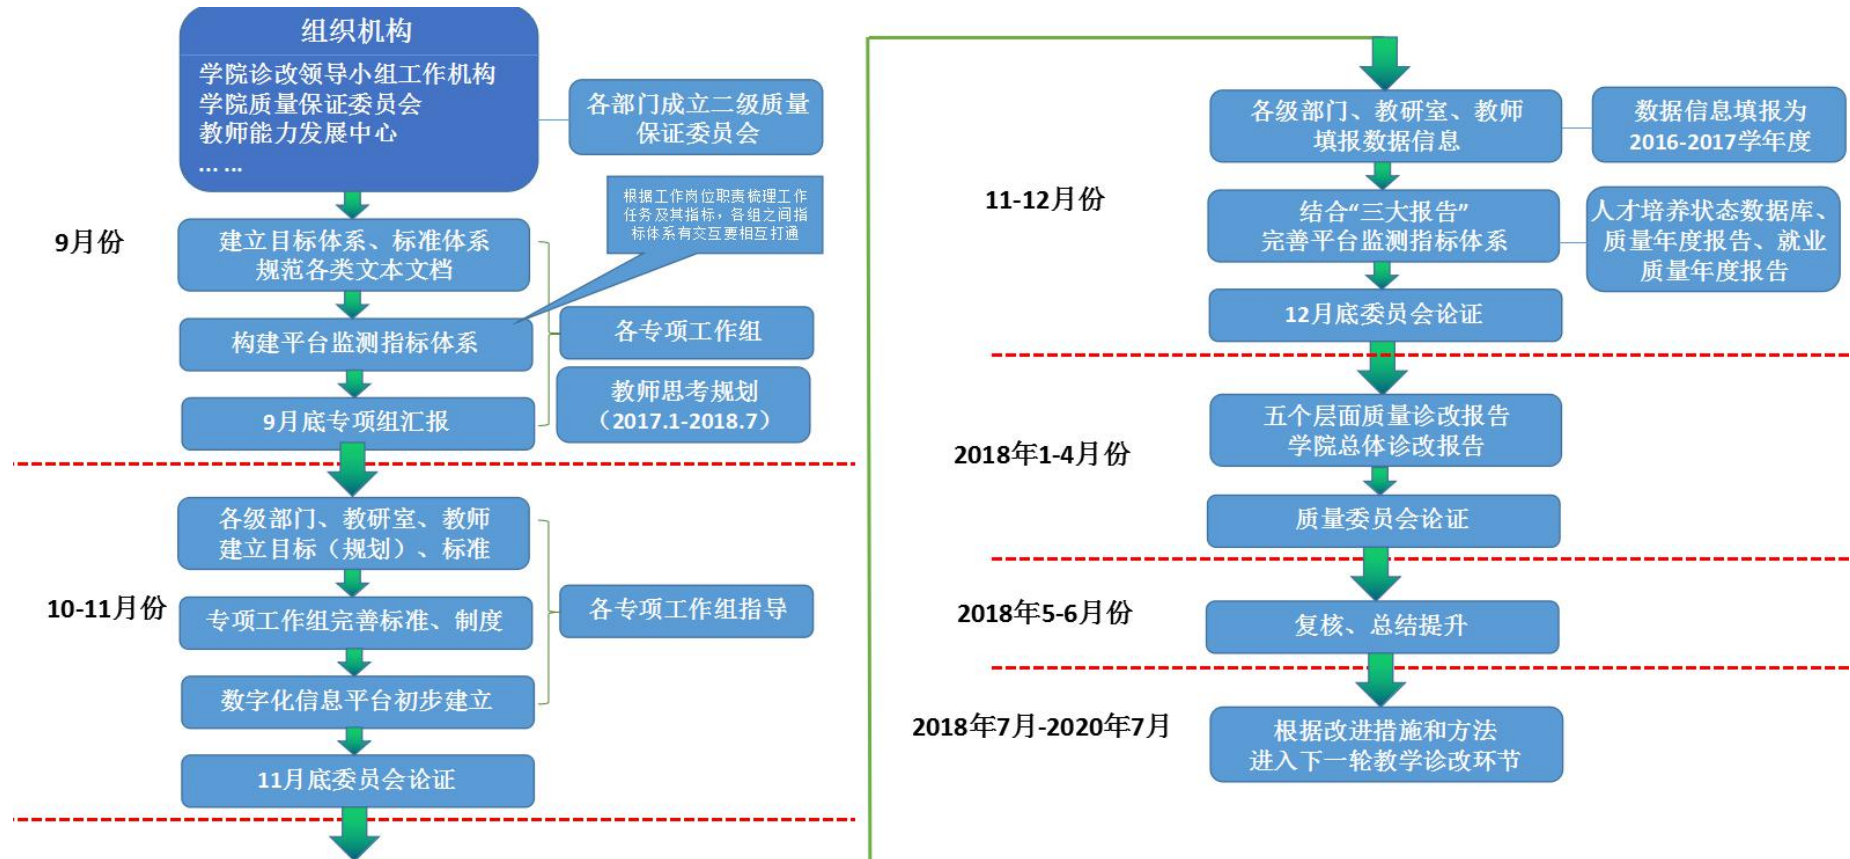 组织机构
学院诊改领导小组工作机构
学院质量保证委员会
教师能力发展中心
... ...
各部门成立二级质量
保证委员会
9月份
根据工作岗位职责梳理工作
任务及其指标，各组之间指
标体系有交互要相互打通
建立目标体系、标准体系
规范各类文本文档
构建平台监测指标体系
各专项工作组
教师思考规划
（2017.1-2018.7）
9月底专项组汇报
10-11月份
各级部门、教研室、教师
建立目标（规划）、标准
专项工作组完善标准、制度
各专项工作组指导
数字化信息平台初步建立
11月底委员会论证
11-12月份
各级部门、教研室、教师
填报数据信息
数据信息填报为
2016-2017学年度
结合“三大报告”
完善平台监测指标体系
人才培养状态数据库、
质量年度报告、就业
质量年度报告
12月底委员会论证
2018年1-4月份
五个层面质量诊改报告
学院总体诊改报告
质量委员会论证
2018年5-6月份
复核、总结提升
2018年7月-2020年7月
根据改进措施和方法
进入下一轮教学诊改环节